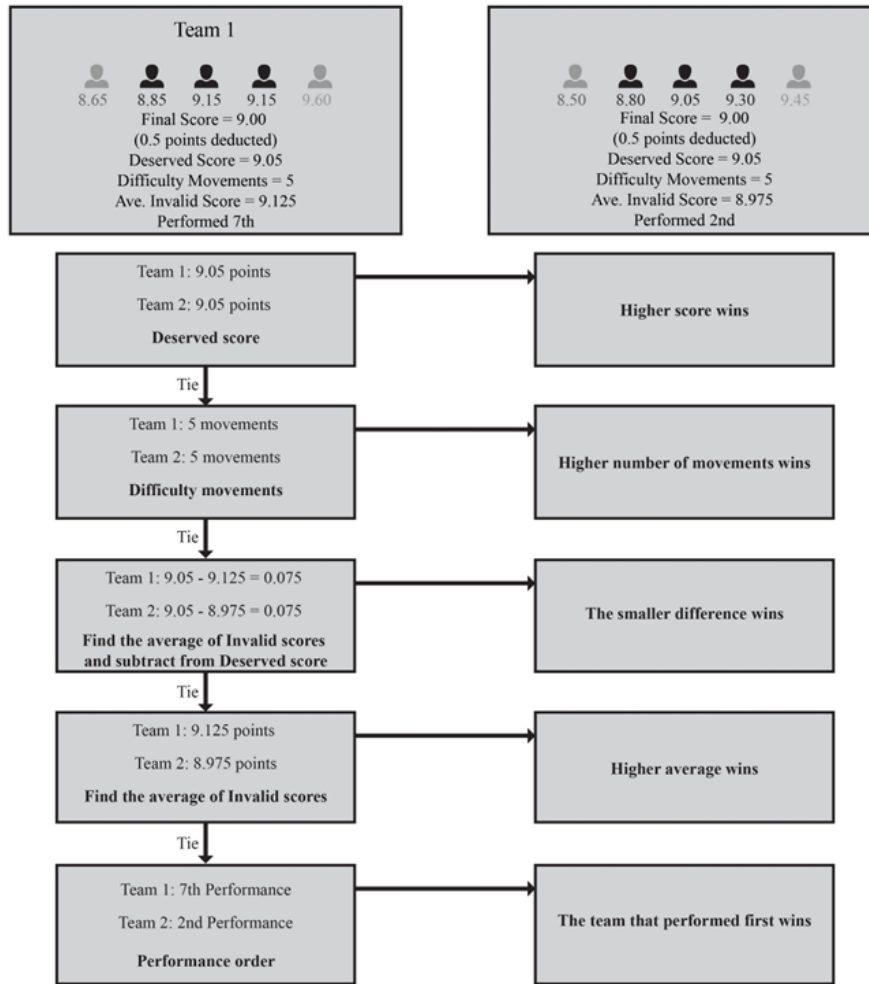 Team 1
8.65 8.85 9.15 9.15 9.60
Final Score = 9.00
(0.5 points deducted)
Deserved Score = 9.05
Difficulty Movements = 5
Ave. Invalid Score = 9.125
Performed 7th
8.50 8.80 9.05 9.30 9.45
Final Score = 9.00
(0.5 points deducted)
Deserved Score = 9.05
Difficulty Movements = 5
Ave. Invalid Score = 8.975
Performed 2nd
Team 1: 9.05 points
Team 2: 9.05 points
Deserved score
Higher score wins
Tie
Team 1: 5 movements
Team 2: 5 movements
Difficulty movements
Higher number of movements wins
Tie
Team 1: 9.05 - 9.125 = 0.075
Team 2: 9.05 - 8.975 = 0.075
Find the average of Invalid scores
and subtract from Deserved score
The smaller difference wins
Tie
Team 1: 9.125 points
Team 2: 8.975 points
Find the average of Invalid scores
Higher average wins
Tie
Team 1: 7th Performance
Team 2: 2nd Performance
Performance order
The team that performed first wins